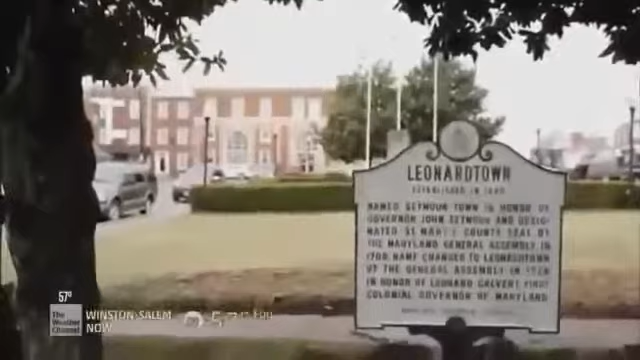 LEONARDTOWN
ESTABLISHED IN
NAMED SEYMOUR TOWN IN HONOR OF
GOVERNOR JOHN SEYMOUR AND DESIG-
NATED ST. MARY'S COUNTY SEAT BY
THE MARYLAND GENERAL ASSEMBLY IN
1708. NAME CHANGED TO LEONARDTOWN
BY THE GENERAL ASSEMBLY IN
IN HONOR OF LEONARD CALVERT FIRST
COLONIAL GOVERNOR OF MARYLAND
57°
The
Weather
Channel
WINSTON-SALEM
NOW